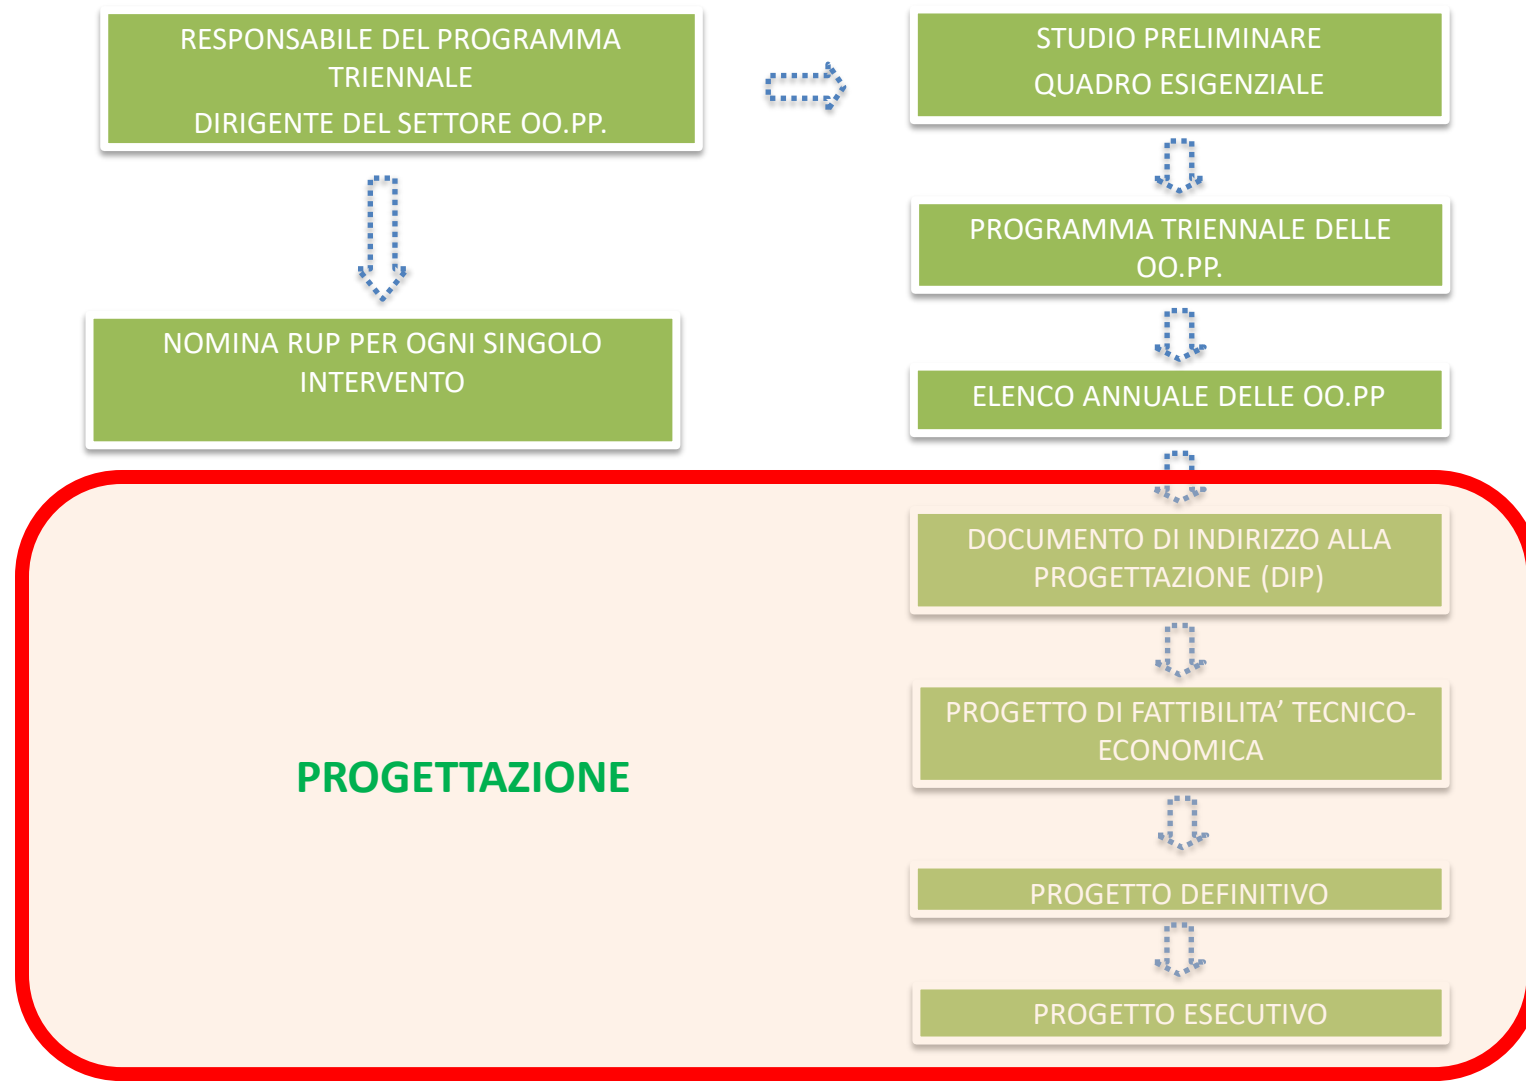 RESPONSABILE DEL PROGRAMMA
TRIENNALE
DIRIGENTE DEL SETTORE OO.PP.
STUDIO PRELIMINARE
QUADRO ESIGENZIALE
PROGRAMMA TRIENNALE DELLE
OO.PP.
NOMINA RUP PER OGNI SINGOLO
INTERVENTO
ELENCO ANNUALE DELLE OO.PP
DOCUMENTO DI INDIRIZZO ALLA
PROGETTAZIONE (DIP)
PROGETTO DI FATTIBILITA’ TECNICO-
ECONOMICA
PROGETTAZIONE
PROGETTO DEFINITIVO
PROGETTO ESECUTIVO